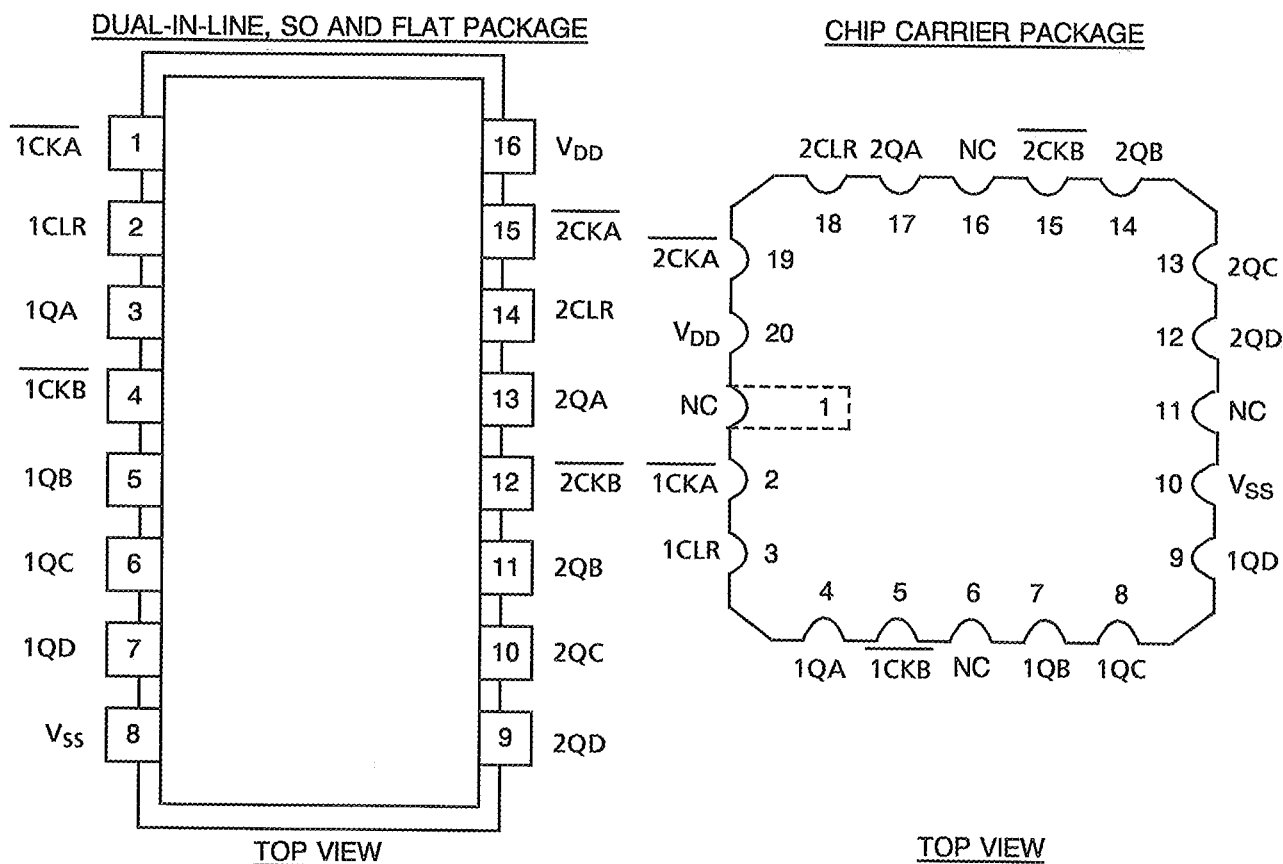 DUAL-IN-LINE, SO AND FLAT PACKAGE
1CKA 1 16 VDD
1CLR 2 15 2CKA
1QA 3 14 2CLR
1CKB 4 13 2QA
1QB 5 12 2CKB
1QC 6 11 2QB
1QD 7 10 2QC
VSS 8 9 2QD
TOP VIEW
CHIP CARRIER PACKAGE
2CLR 2QA NC 2CKB 2QB
18 17 16 15 14
2CKA 19 13 2QC
VDD 20 12 2QD
NC 1 11 NC
1CKA 2 10 VSS
1CLR 3 9 1QD
4 5 6 7 8
1QA 1CKB NC 1QB 1QC
TOP VIEW